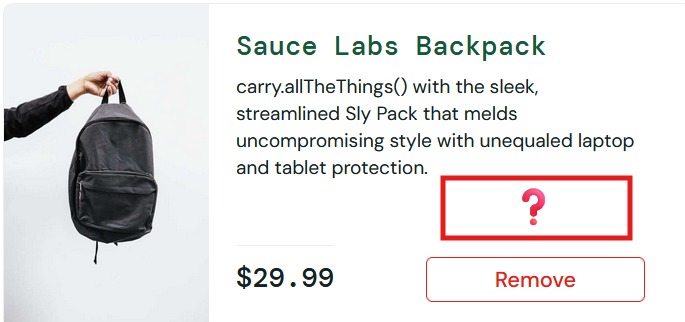 Sauce Labs Backpack
carry.allTheThings() with the sleek,
streamlined Sly Pack that melds
uncompromising style with unequaled laptop
and tablet protection.
❓
$29.99
Remove